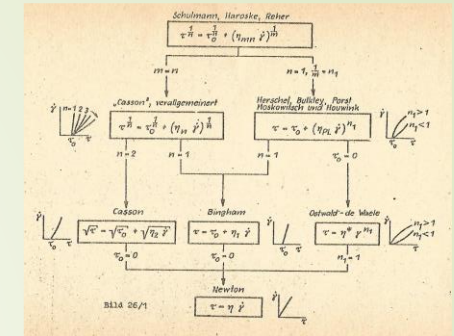 Schulmann, Haroske, Reher
τ^(1/n) = τ₀^(1/n) + (η_mn γ̇)^(1/m)
m = n
n = 1, 1/m = n₁
„Casson“, verallgemeinert
τ^(1/n) = τ₀^(1/n) + (η_n γ̇)^(1/n)
Herschel, Bulkley, Porst
Moskowitsch und Houwink
τ = τ₀ + (η_PL γ̇)^n₁
γ̇
n=1 2 3
τ₀ τ
γ̇
n₁>1
n₁<1
τ₀ τ
n=2
n=1
n=1
τ₀=0
Casson
√τ = √τ₀ + √η₂ γ̇
Bingham
τ = τ₀ + η₁ γ̇
Ostwald-de Waele
τ = η* γ^n₁
γ̇
τ₀ τ
γ̇
τ₀ τ
γ̇
n₁>1
n₁<1
τ
τ₀=0
τ₀=0
n₁=1
Newton
τ = η γ̇
γ̇
τ
Bild 26/1